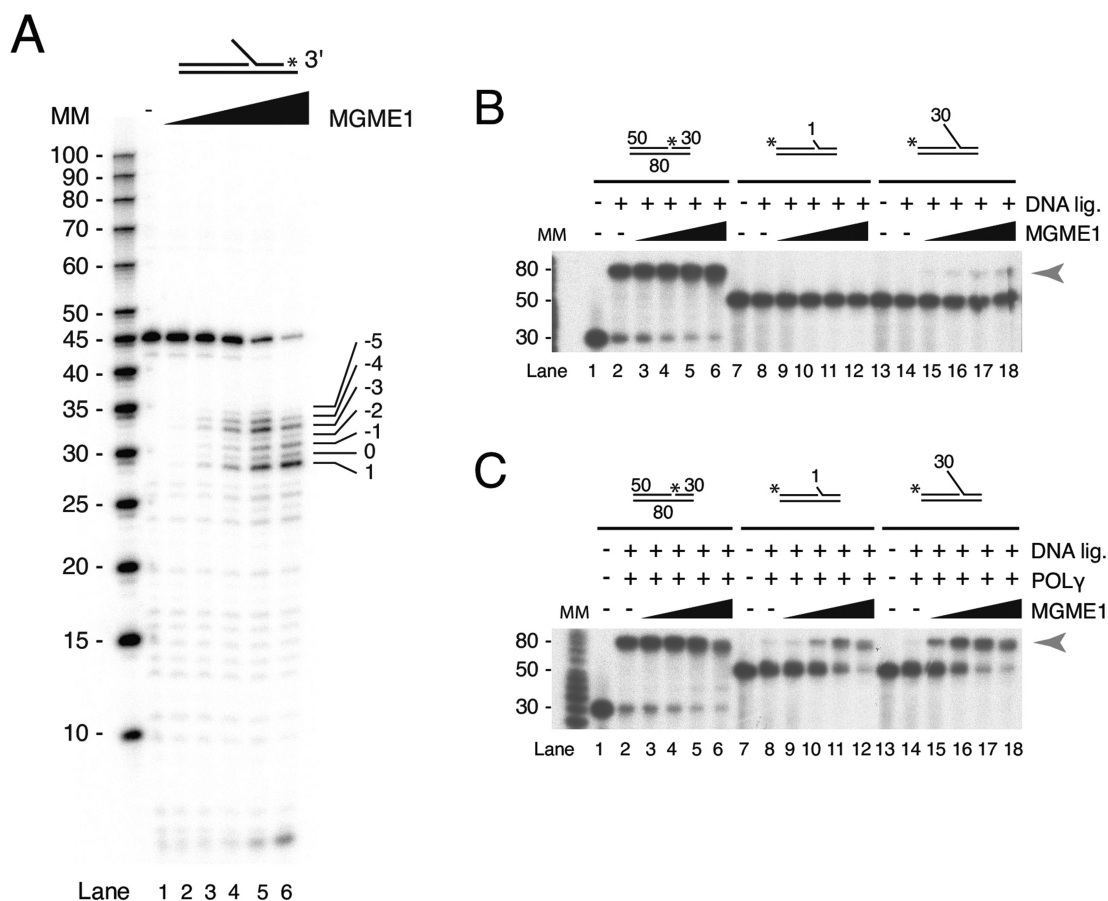 A
* 3'
MM
-
MGME1
100 -
90 -
80 -
70 -
60 -
50 -
45 -
40 -
35 -
30 -
25 -
20 -
15 -
10 -
-5
-4
-3
-2
-1
0
1
Lane 1 2 3 4 5 6
B
50 * 30
80
* 1
* 30
- + + + + + - + + + + + - + + + + + DNA lig.
MM - - - - - - MGME1
80 -
50 -
30 -
Lane 1 2 3 4 5 6 7 8 9 10 11 12 13 14 15 16 17 18
C
50 * 30
80
* 1
* 30
- + + + + + - + + + + + - + + + + + DNA lig.
- + + + + + - + + + + + - + + + + + POLγ
MM - - - - - - MGME1
80 -
50 -
30 -
Lane 1 2 3 4 5 6 7 8 9 10 11 12 13 14 15 16 17 18